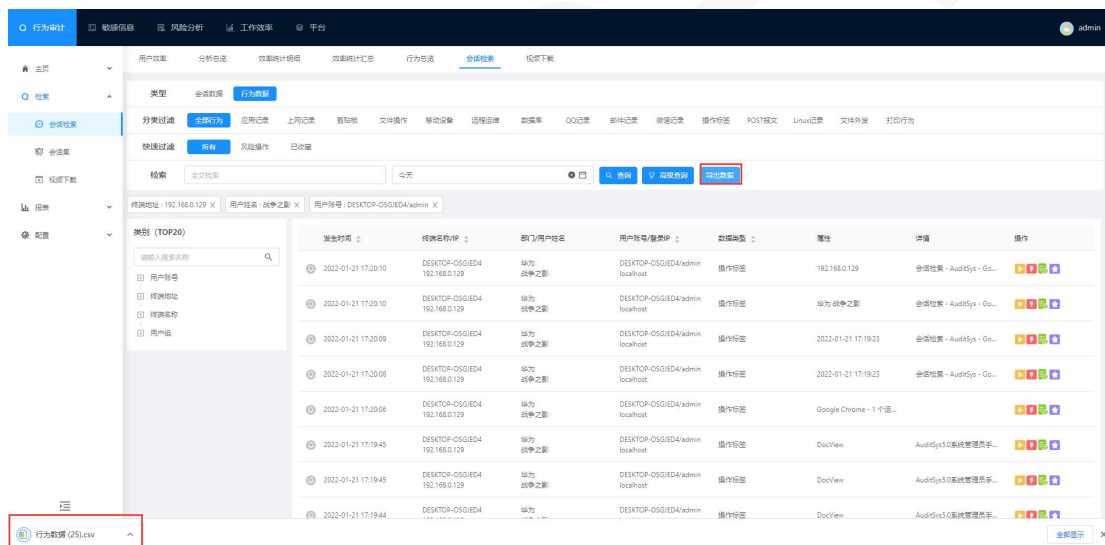 行为审计 敏感信息 风险分析 工作效率 平台 admin
主页
检索
会话检索
会话集
视频下载
报表
配置
用户效率 分析总览 效率统计明细 效率统计汇总 行为总览 会话检索 视频下载
类型 会话数据 行为数据
分类过滤 全部行为 应用记录 上网记录 剪贴板 文件操作 移动设备 远程运维 数据库 QQ记录 邮件记录 微信记录 操作标签 POST报文 Linux记录 文件外发 打印行为
快速过滤 所有 风险操作 已收藏
检索 全文检索 今天 查询 高级查询 导出数据
终端地址 : 192.168.0.129 X 用户姓名 : 战争之影 X 用户账号 : DESKTOP-OSGJED4/admin X
类别 (TOP20)
请输入搜索名称
用户账号
终端地址
终端名称
用户组
发生时间 终端名称/IP 部门/用户姓名 用户账号/登录IP 数据类型 属性 详情 操作
2022-01-21 17:20:10 DESKTOP-OSGJED4 192.168.0.129 华为 战争之影 DESKTOP-OSGJED4/admin localhost 操作标签 192.168.0.129 会话检索 - AuditSys - Go...
2022-01-21 17:20:10 DESKTOP-OSGJED4 192.168.0.129 华为 战争之影 DESKTOP-OSGJED4/admin localhost 操作标签 华为 战争之影 会话检索 - AuditSys - Go...
2022-01-21 17:20:09 DESKTOP-OSGJED4 192.168.0.129 华为 战争之影 DESKTOP-OSGJED4/admin localhost 操作标签 2022-01-21 17:19:23 会话检索 - AuditSys - Go...
2022-01-21 17:20:08 DESKTOP-OSGJED4 192.168.0.129 华为 战争之影 DESKTOP-OSGJED4/admin localhost 操作标签 2022-01-21 17:19:23 会话检索 - AuditSys - Go...
2022-01-21 17:20:06 DESKTOP-OSGJED4 192.168.0.129 华为 战争之影 DESKTOP-OSGJED4/admin localhost 操作标签 Google Chrome - 1 个运...
2022-01-21 17:19:45 DESKTOP-OSGJED4 192.168.0.129 华为 战争之影 DESKTOP-OSGJED4/admin localhost 操作标签 DocView AuditSys5.0系统管理员手...
2022-01-21 17:19:45 DESKTOP-OSGJED4 192.168.0.129 华为 战争之影 DESKTOP-OSGJED4/admin localhost 操作标签 DocView AuditSys5.0系统管理员手...
2022-01-21 17:19:44 DESKTOP-OSGJED4 华为 DESKTOP-OSGJED4/admin 操作标签 DocView AuditSys5.0系统管理员手...
行为数据 (25).csv 全部显示 X